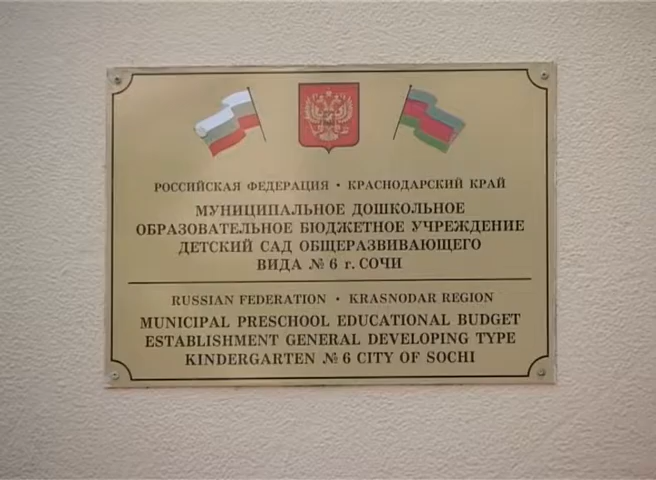 РОССИЙСКАЯ ФЕДЕРАЦИЯ • КРАСНОДАРСКИЙ КРАЙ
МУНИЦИПАЛЬНОЕ ДОШКОЛЬНОЕ
ОБРАЗОВАТЕЛЬНОЕ БЮДЖЕТНОЕ УЧРЕЖДЕНИЕ
ДЕТСКИЙ САД ОБЩЕРАЗВИВАЮЩЕГО
ВИДА № 6 г. СОЧИ
RUSSIAN FEDERATION • KRASNODAR REGION
MUNICIPAL PRESCHOOL EDUCATIONAL BUDGET
ESTABLISHMENT GENERAL DEVELOPING TYPE
KINDERGARTEN № 6 CITY OF SOCHI